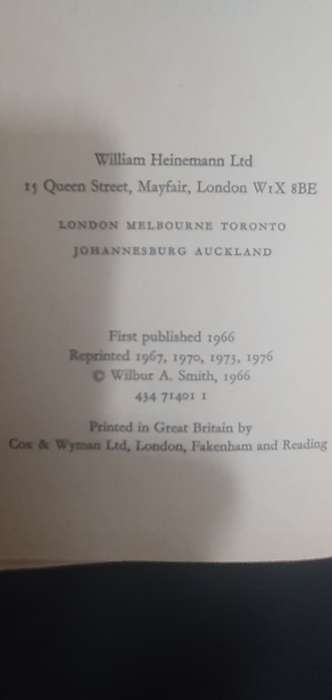 William Heinemann Ltd
15 Queen Street, Mayfair, London W1X 8BE
LONDON MELBOURNE TORONTO
JOHANNESBURG AUCKLAND
First published 1966
Reprinted 1967, 1970, 1973, 1976
© Wilbur A. Smith, 1966
434 71401 1
Printed in Great Britain by
Cox & Wyman Ltd, London, Fakenham and Reading